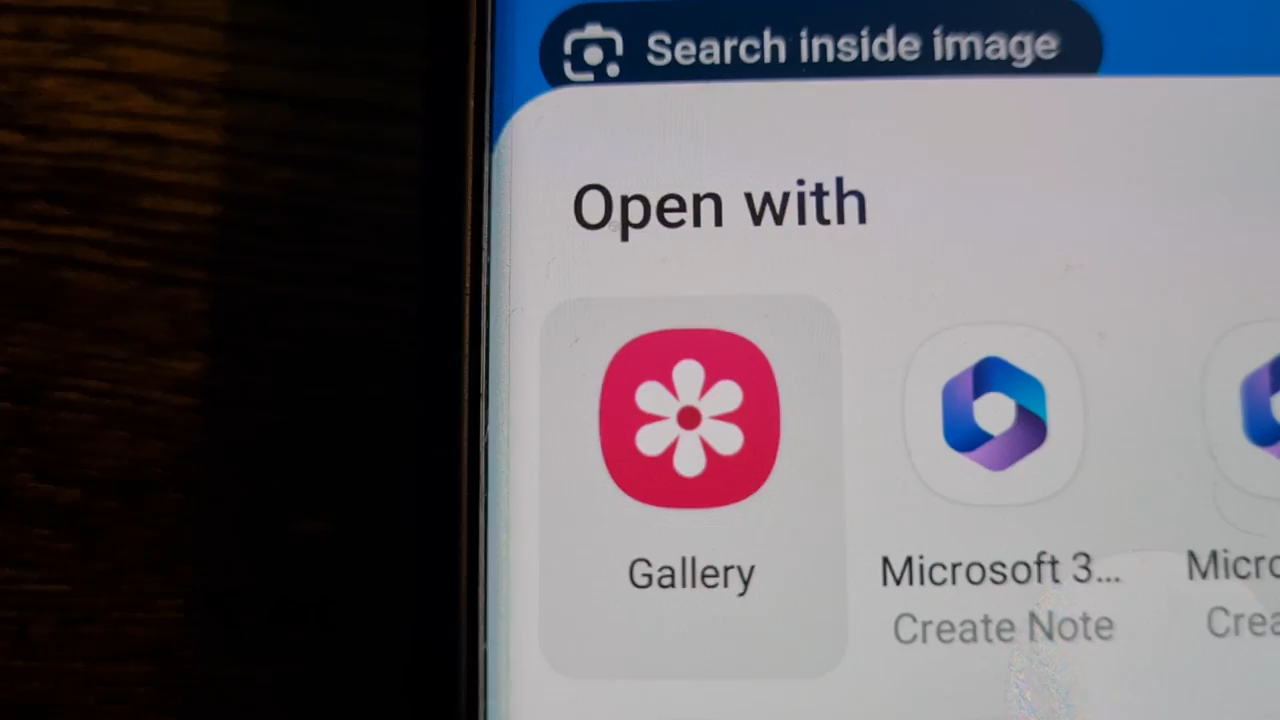 Search inside image
Open with
Gallery
Microsoft 3...
Micro
Create Note
Crea